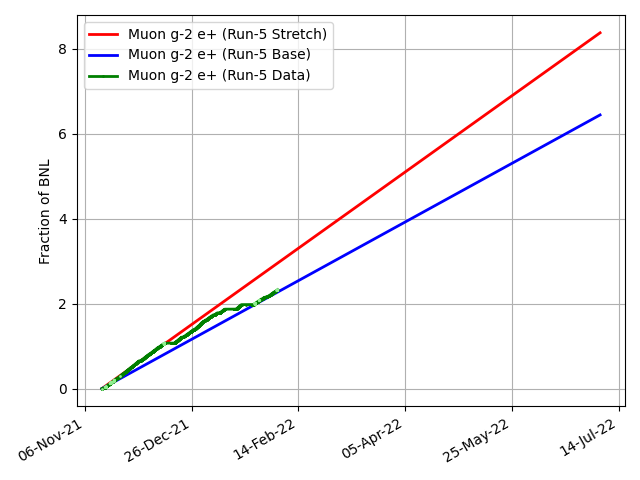 Muon g-2 e+ (Run-5 Stretch)
Muon g-2 e+ (Run-5 Base)
Muon g-2 e+ (Run-5 Data)
Fraction of BNL
8
6
4
2
0
06-Nov-21
26-Dec-21
14-Feb-22
05-Apr-22
25-May-22
14-Jul-22